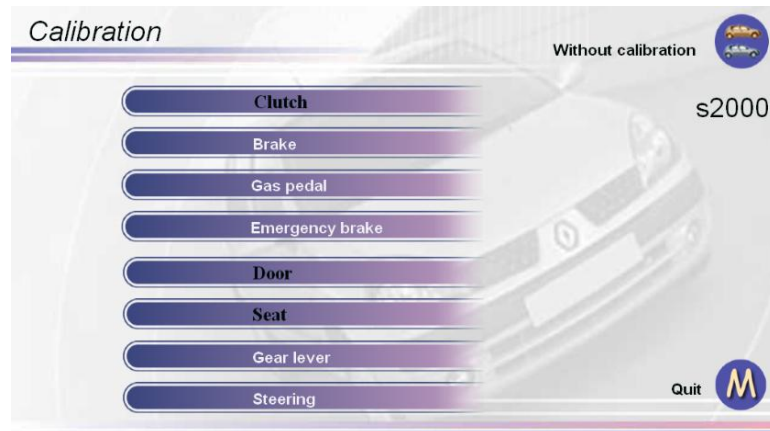 Calibration
Without calibration
s2000
Clutch
Brake
Gas pedal
Emergency brake
Door
Seat
Gear lever
Steering
Quit
M